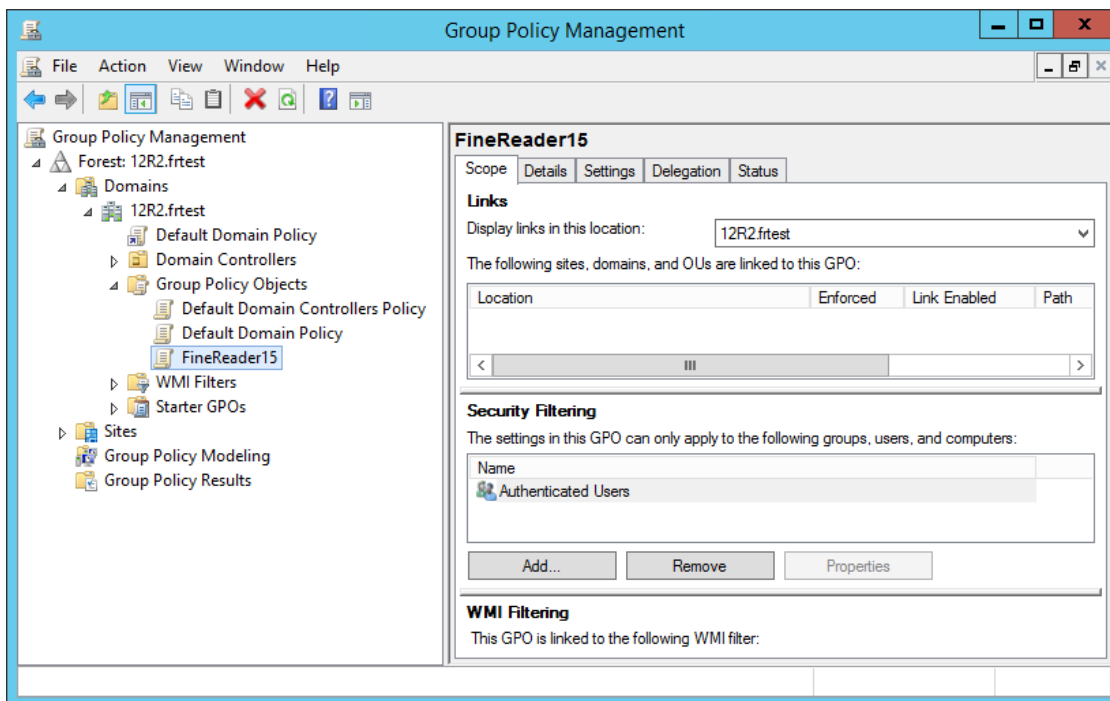 Group Policy Management
File Action View Window Help
Group Policy Management
Forest: 12R2.frtest
Domains
12R2.frtest
Default Domain Policy
Domain Controllers
Group Policy Objects
Default Domain Controllers Policy
Default Domain Policy
FineReader15
WMI Filters
Starter GPOs
Sites
Group Policy Modeling
Group Policy Results
FineReader15
Scope Details Settings Delegation Status
Links
Display links in this location: 12R2.frtest
The following sites, domains, and OUs are linked to this GPO:
Location Enforced Link Enabled Path
Security Filtering
The settings in this GPO can only apply to the following groups, users, and computers:
Name
Authenticated Users
Add... Remove Properties
WMI Filtering
This GPO is linked to the following WMI filter: